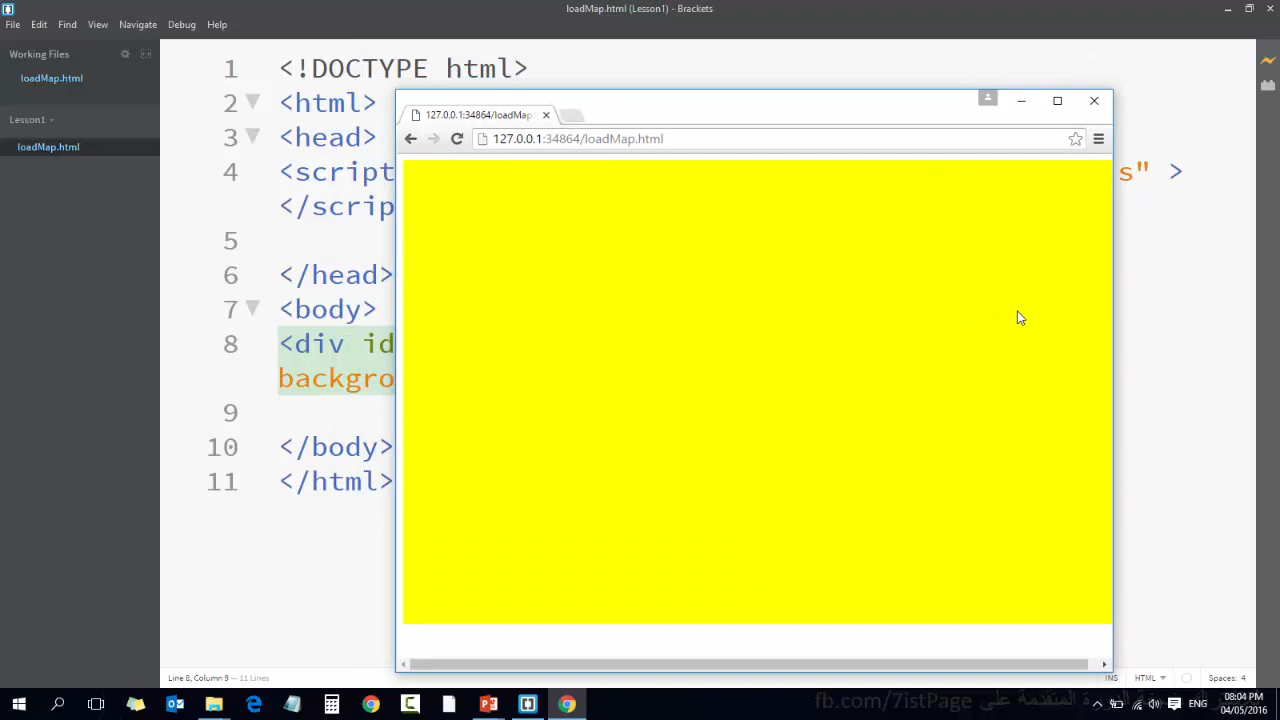 loadMap.html (Lesson1) - Brackets
File Edit Find View Navigate Debug Help
Working Files
loadMap.html
Lesson1
loadMap.html
1 <!DOCTYPE html>
2 <html>
3 <head>
4 <script s" >
</scrip
5
6 </head>
7 <body>
8 <div id
backgro
9
10 </body>
11 </html>
127.0.0.1:34864/loadMap
127.0.0.1:34864/loadMap.html
Line 8, Column 9 — 11 Lines
INS HTML Spaces: 4
fb.com/7istPage
ENG
08:04 PM
04/05/2016